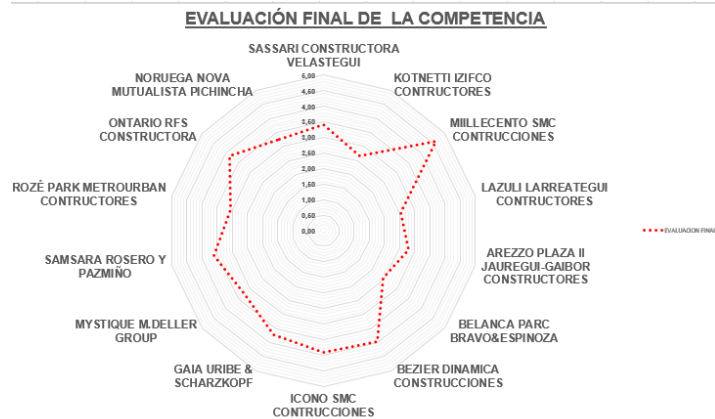 EVALUACIÓN FINAL DE LA COMPETENCIA
SASSARI CONSTRUCTORA
VELASTEGUI
KOTNETTI IZIFCO
CONTRUCTORES
MIILLECENTO SMC
CONTRUCCIONES
LAZULI LARREATEGUI
CONTRUCTORES
AREZZO PLAZA II
JAUREGUI-GAIBOR
CONSTRUCTORES
BELANCA PARC
BRAVO&ESPINOZA
BEZIER DINAMICA
CONSTRUCCIONES
ICONO SMC
CONTRUCCIONES
GAIA URIBE &
SCHARZKOPF
MYSTIQUE M.DELLER
GROUP
SAMSARA ROSERO Y
PAZMIÑO
ROZÉ PARK METROURBAN
CONTRUCTORES
ONTARIO RFS
CONSTRUCTORA
NORUEGA NOVA
MUTUALISTA PICHINCHA
5,00
4,50
4,00
3,50
3,00
2,50
2,00
1,50
1,00
0,50
0,00
EVALUACION FINAL